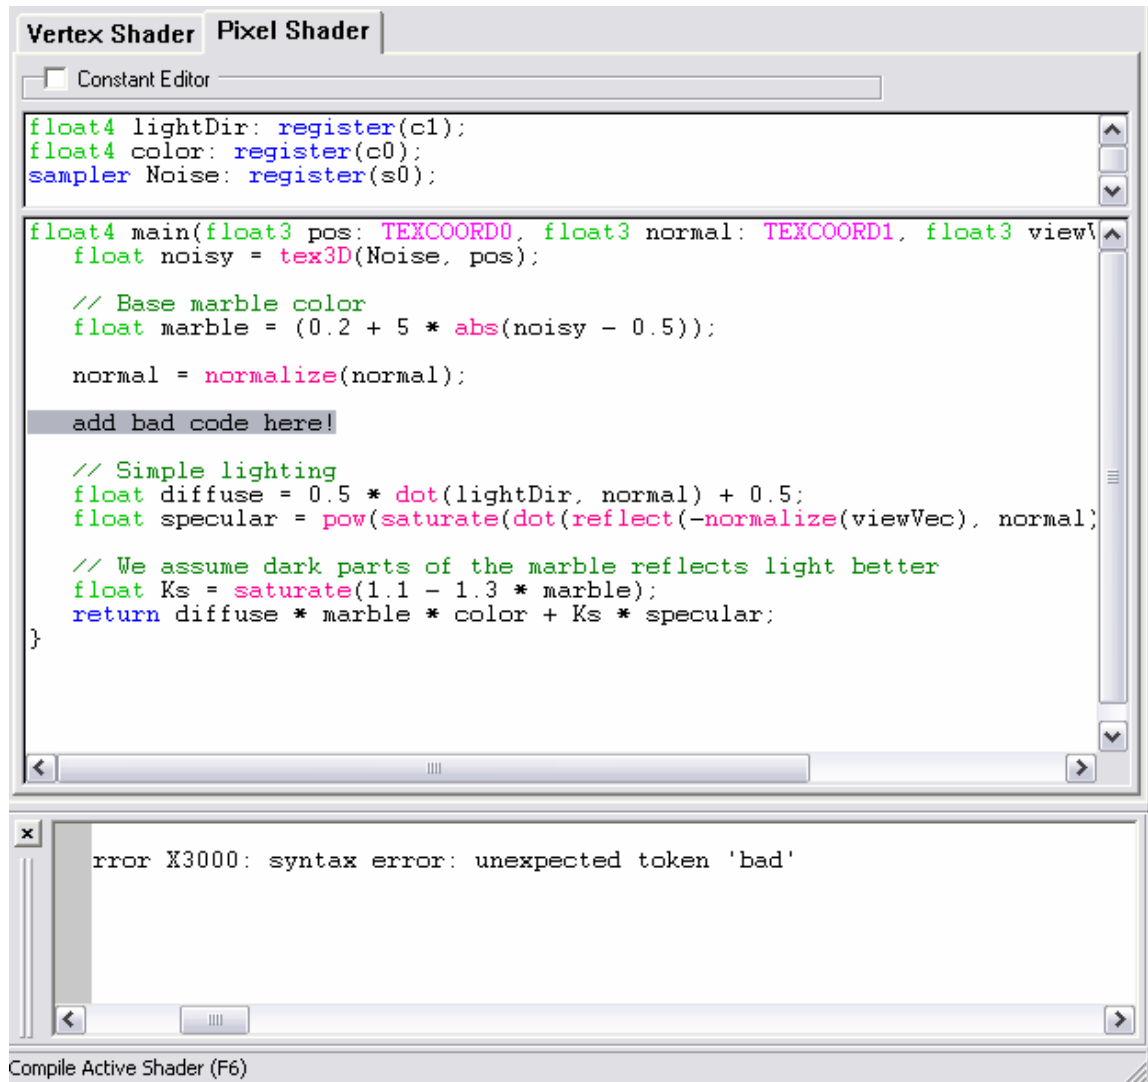 Vertex Shader Pixel Shader
Constant Editor
float4 lightDir: register(c1);
float4 color: register(c0);
sampler Noise: register(s0);
float4 main(float3 pos: TEXCOORD0, float3 normal: TEXCOORD1, float3 view
float noisy = tex3D(Noise, pos);
// Base marble color
float marble = (0.2 + 5 * abs(noisy - 0.5));
normal = normalize(normal);
add bad code here!
// Simple lighting
float diffuse = 0.5 * dot(lightDir, normal) + 0.5;
float specular = pow(saturate(dot(reflect(-normalize(viewVec), normal)
// We assume dark parts of the marble reflects light better
float Ks = saturate(1.1 - 1.3 * marble);
return diffuse * marble * color + Ks * specular;
}
rror X3000: syntax error: unexpected token 'bad'
Compile Active Shader (F6)